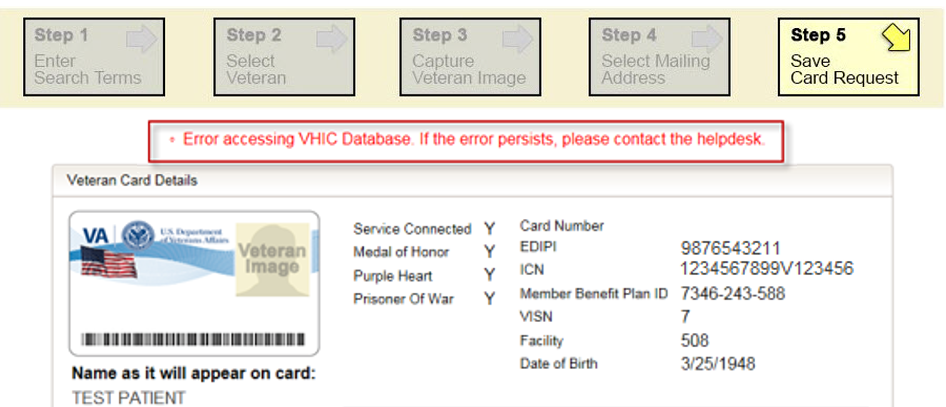 Step 1
Enter
Search Terms
Step 2
Select
Veteran
Step 3
Capture
Veteran Image
Step 4
Select Mailing
Address
Step 5
Save
Card Request
Error accessing VHIC Database. If the error persists, please contact the helpdesk.
Veteran Card Details
VA
U.S. Department
of Veterans Affairs
Veteran
Image
Name as it will appear on card:
TEST PATIENT
Service Connected Y
Medal of Honor Y
Purple Heart Y
Prisoner Of War Y
Card Number
EDIPI 9876543211
ICN 1234567899V123456
Member Benefit Plan ID 7346-243-588
VISN 7
Facility 508
Date of Birth 3/25/1948